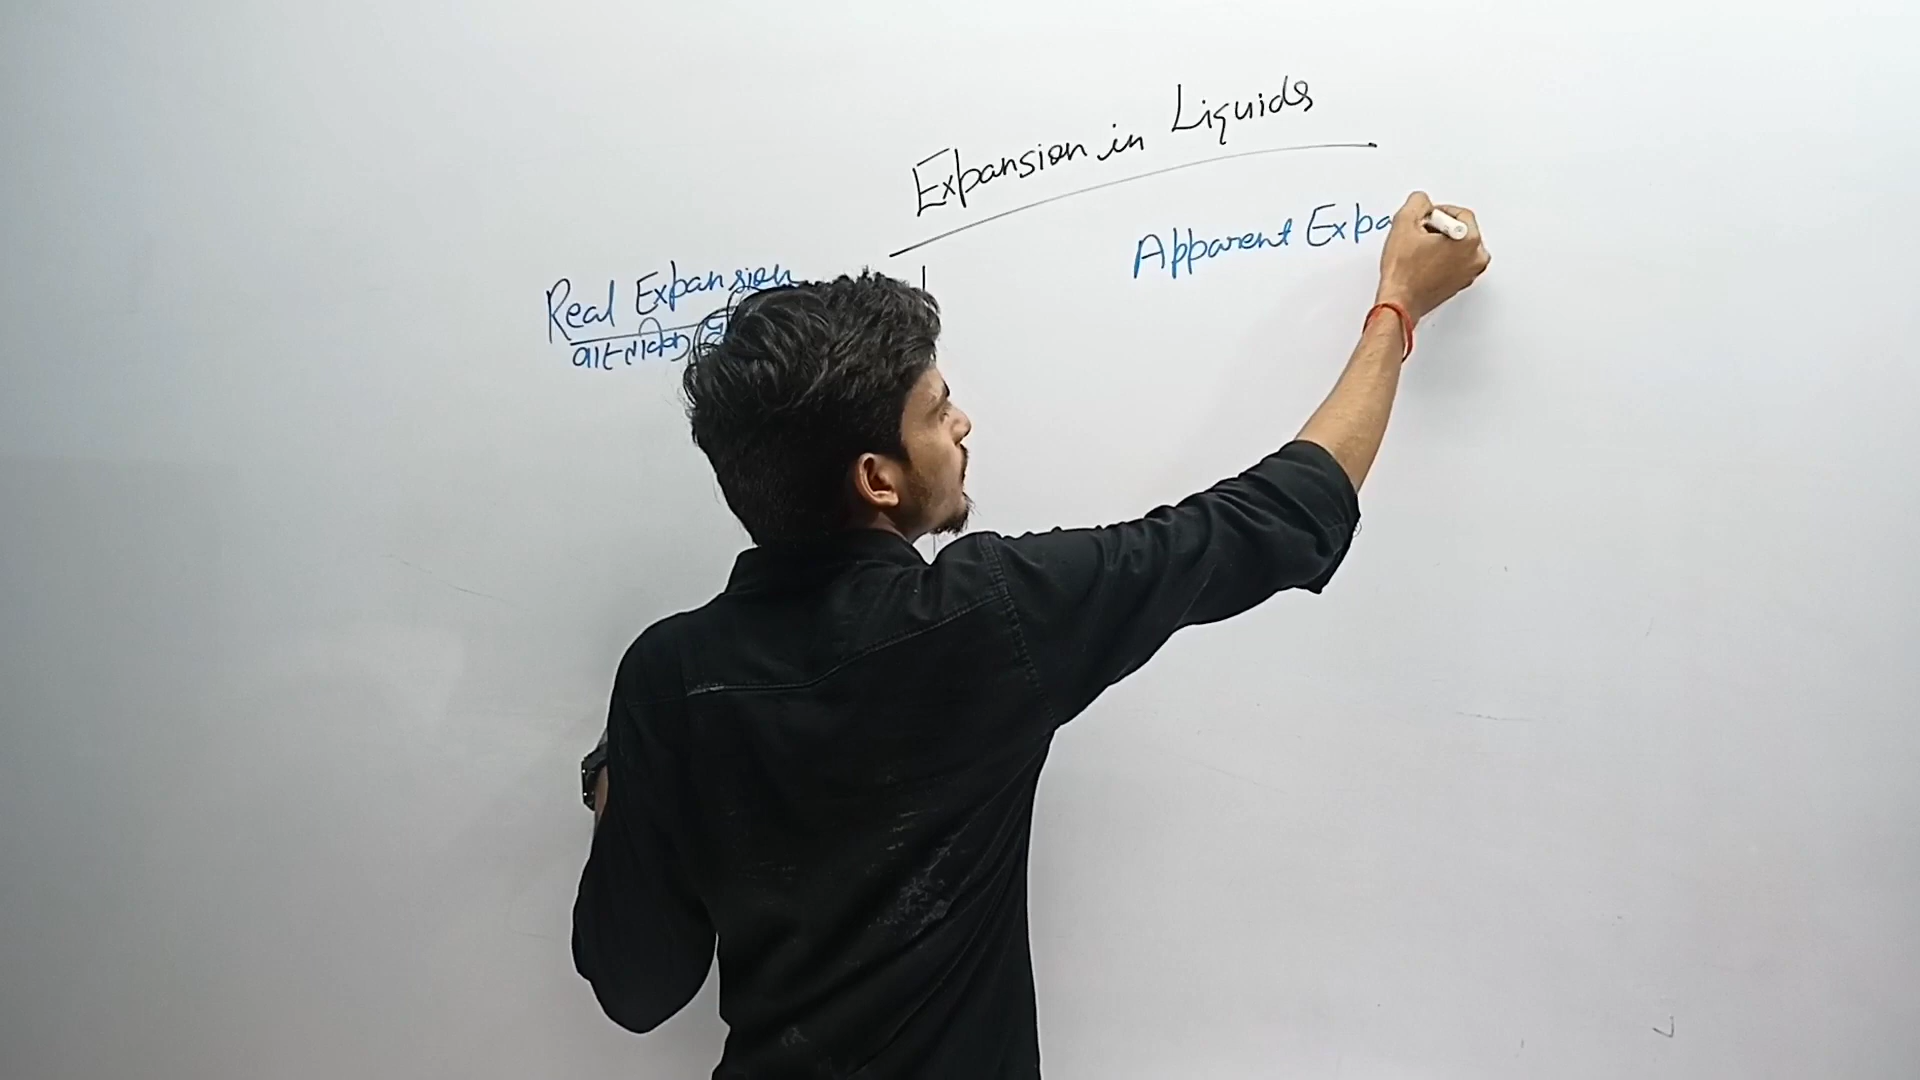 Expansion in Liquids
Real Expansion
वास्तविक
Apparent Expa